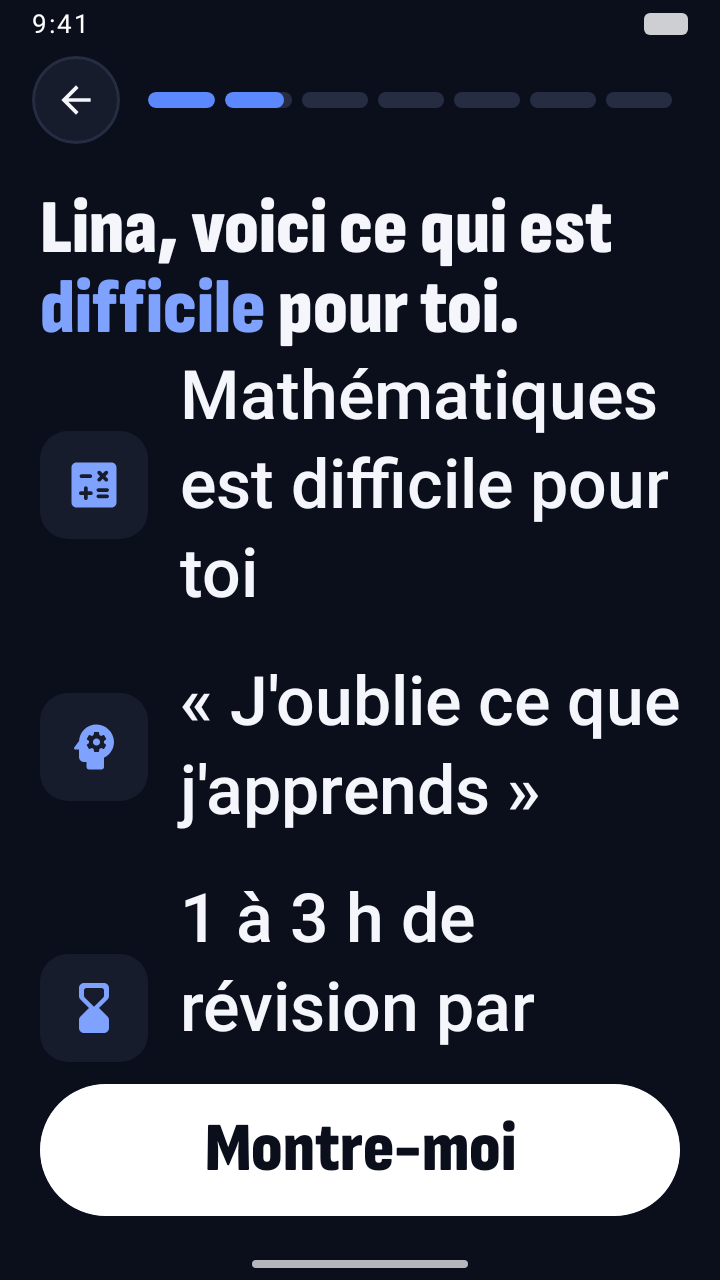 9:41
Lina, voici ce qui est
difficile pour toi.
Mathématiques
est difficile pour
toi
« J'oublie ce que
j'apprends »
1 à 3 h de
révision par
Montre-moi